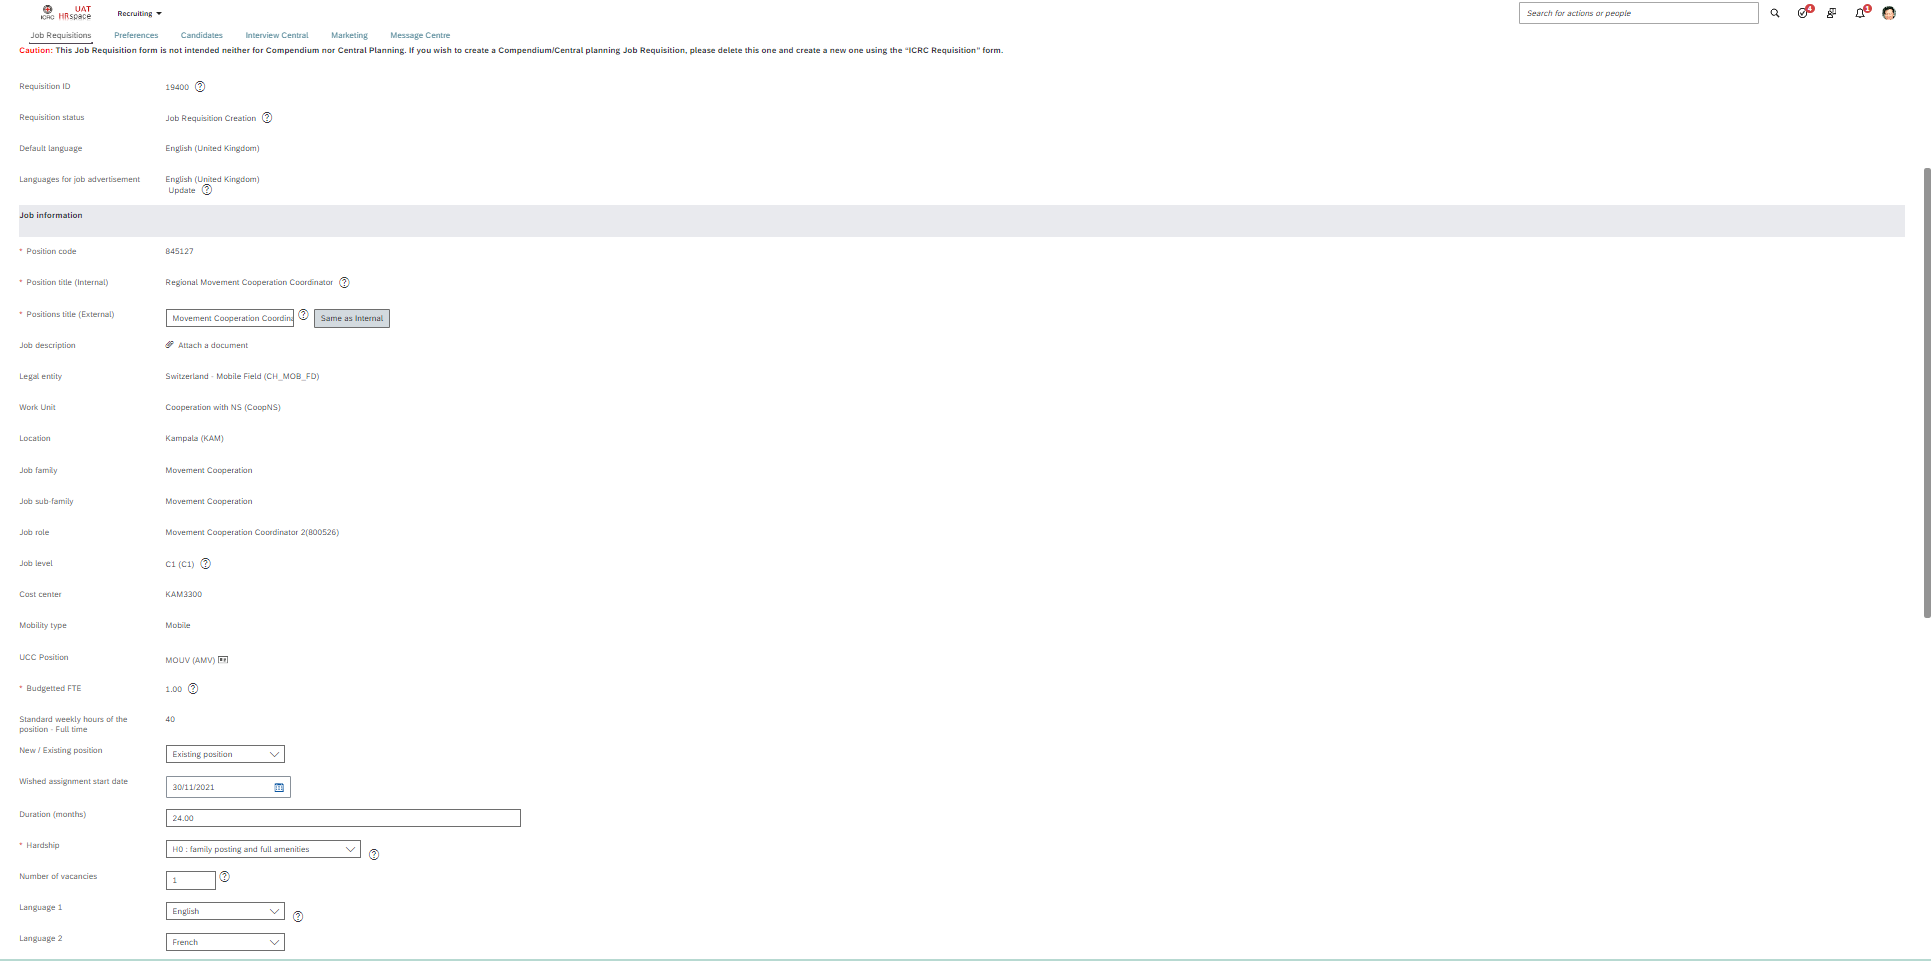 ICRC
UAT
HRspace
Recruiting
Search for actions or people
4
1
Job Requisitions
Preferences
Candidates
Interview Central
Marketing
Message Centre
Caution: This Job Requisition form is not intended neither for Compendium nor Central Planning. If you wish to create a Compendium/Central planning Job Requisition, please delete this one and create a new one using the “ICRC Requisition” form.
Requisition ID
19400 ?
Requisition status
Job Requisition Creation ?
Default language
English (United Kingdom)
Languages for job advertisement
English (United Kingdom)
Update ?
Job information
* Position code
845127
* Position title (Internal)
Regional Movement Cooperation Coordinator ?
* Positions title (External)
Movement Cooperation Coordin
?
Same as Internal
Job description
Attach a document
Legal entity
Switzerland - Mobile Field (CH_MOB_FD)
Work Unit
Cooperation with NS (CoopNS)
Location
Kampala (KAM)
Job family
Movement Cooperation
Job sub-family
Movement Cooperation
Job role
Movement Cooperation Coordinator 2(800526)
Job level
C1 (C1) ?
Cost center
KAM3300
Mobility type
Mobile
UCC Position
MOUV (AMV)
* Budgetted FTE
1.00 ?
Standard weekly hours of the
position - Full time
40
New / Existing position
Existing position
Wished assignment start date
30/11/2021
Duration (months)
24.00
* Hardship
H0 : family posting and full amenities
?
Number of vacancies
1
?
Language 1
English
?
Language 2
French